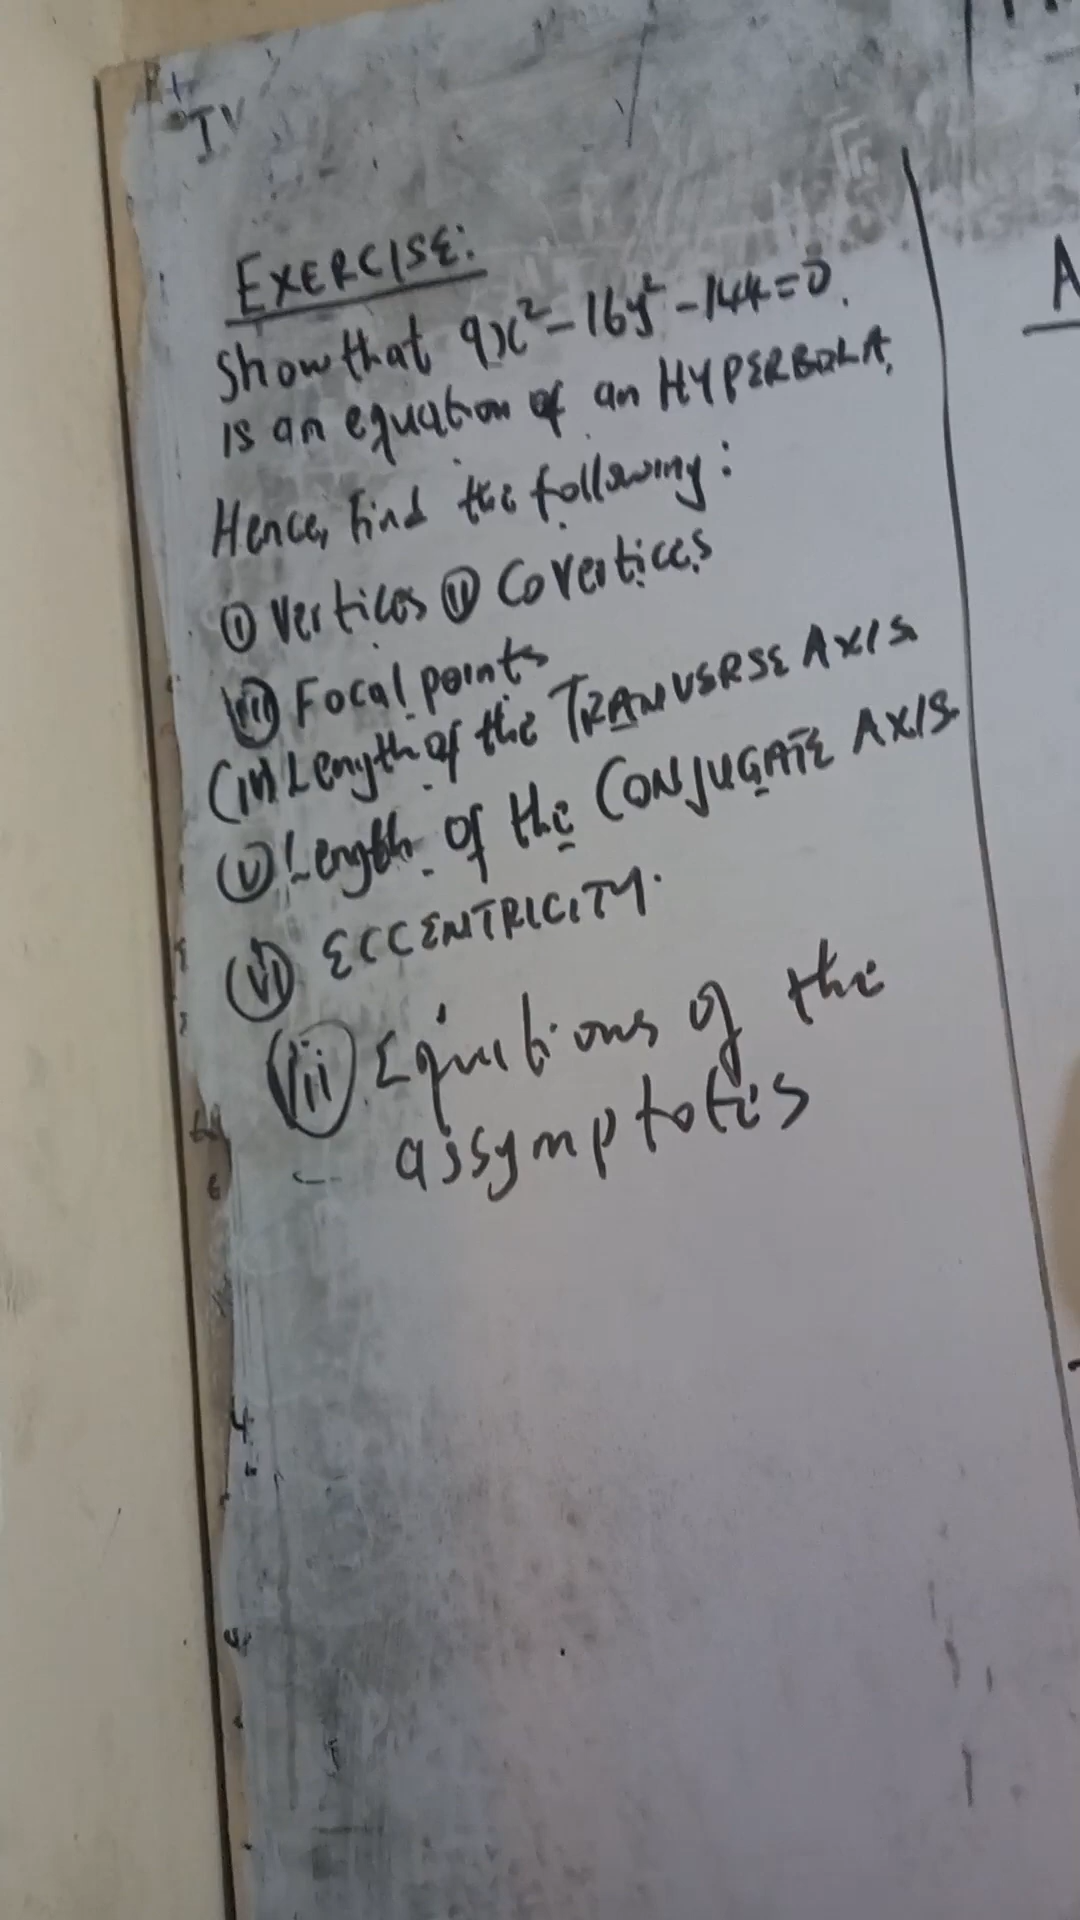 EXERCISE:
Show that 9x² - 16y² - 144 = 0.
is an equation of an HYPERBOLA.
Hence, find the following:
(i) Vertices (ii) Covertices
(iii) Focal points
(iv) Length of the TRANVERSE AXIS
(v) Length of the CONJUGATE AXIS.
(vi) ECCENTRICITY.
(vii) Equations of the
assymptotes
A